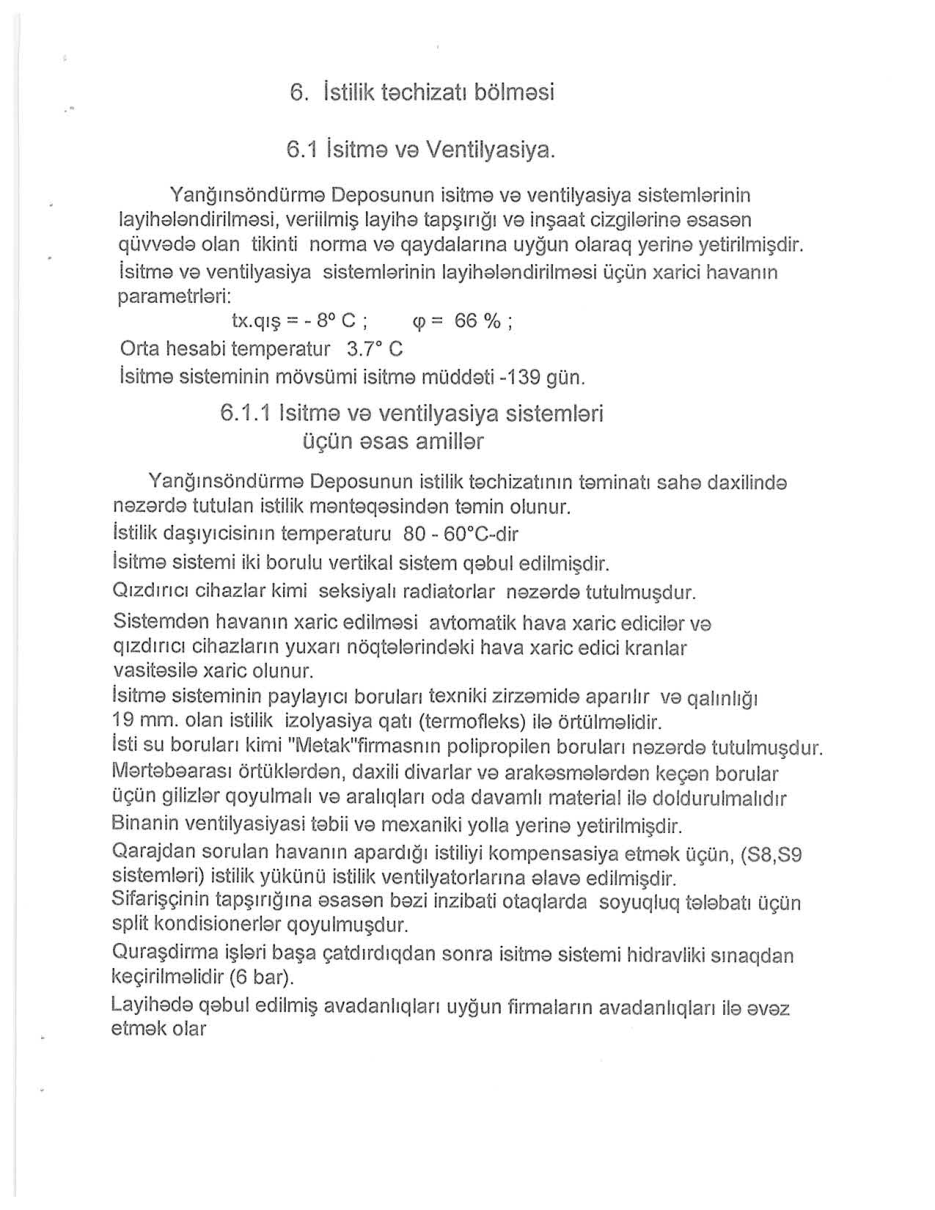 6. İstilik təchizatı bölməsi
6.1 İsitmə və Ventilyasiya.
Yanğınsöndürmə Deposunun isitmə və ventilyasiya sistemlərinin
layihələndirilməsi, veriilmiş layihə tapşırığı və inşaat cizgilərinə əsasən
qüvvədə olan tikinti norma və qaydalarına uyğun olaraq yerinə yetirilmişdir.
İsitmə və ventilyasiya sistemlərinin layihələndirilməsi üçün xarici havanın
parametrləri:
tx.qış = - 8º C ; φ = 66 % ;
Orta hesabi temperatur 3.7° C
İsitmə sisteminin mövsümi isitmə müddəti -139 gün.
6.1.1 Isitmə və ventilyasiya sistemləri
üçün əsas amillər
Yanğınsöndürmə Deposunun istilik təchizatının təminatı sahə daxilində
nəzərdə tutulan istilik məntəqəsindən təmin olunur.
İstilik daşıyıcisinın temperaturu 80 - 60°C-dir
İsitmə sistemi iki borulu vertikal sistem qəbul edilmişdir.
Qızdırıcı cihazlar kimi seksiyalı radiatorlar nəzərdə tutulmuşdur.
Sistemdən havanın xaric edilməsi avtomatik hava xaric edicilər və
qızdırıcı cihazların yuxarı nöqtələrindəki hava xaric edici kranlar
vasitəsilə xaric olunur.
İsitmə sisteminin paylayıcı boruları texniki zirzəmidə aparılır və qalınlığı
19 mm. olan istilik izolyasiya qatı (termofleks) ilə örtülməlidir.
İsti su boruları kimi "Metak"firmasnın polipropilen boruları nəzərdə tutulmuşdur.
Mərtəbəarası örtüklərdən, daxili divarlar və arakəsmələrdən keçən borular
üçün gilizlər qoyulmalı və aralıqları oda davamlı material ilə doldurulmalıdır
Binanin ventilyasiyasi təbii və mexaniki yolla yerinə yetirilmişdir.
Qarajdan sorulan havanın apardığı istiliyi kompensasiya etmək üçün, (S8,S9
sistemləri) istilik yükünü istilik ventilyatorlarına əlavə edilmişdir.
Sifarişçinin tapşırığına əsasən bəzi inzibati otaqlarda soyuqluq tələbatı üçün
split kondisionerlər qoyulmuşdur.
Quraşdirma işləri başa çatdırdıqdan sonra isitmə sistemi hidravliki sınaqdan
keçirilməlidir (6 bar).
Layihədə qəbul edilmiş avadanlıqları uyğun firmaların avadanlıqları ilə əvəz
etmək olar